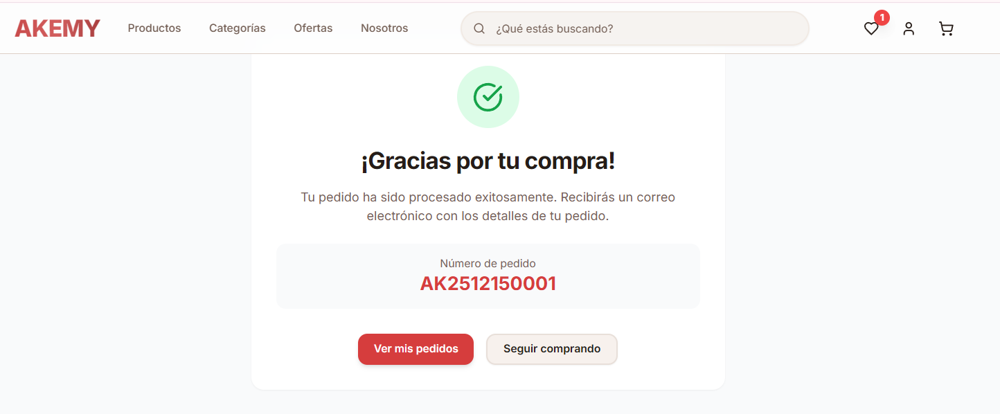 AKEMY
Productos
Categorías
Ofertas
Nosotros
¿Qué estás buscando?
1
¡Gracias por tu compra!
Tu pedido ha sido procesado exitosamente. Recibirás un correo
electrónico con los detalles de tu pedido.
Número de pedido
AK2512150001
Ver mis pedidos
Seguir comprando